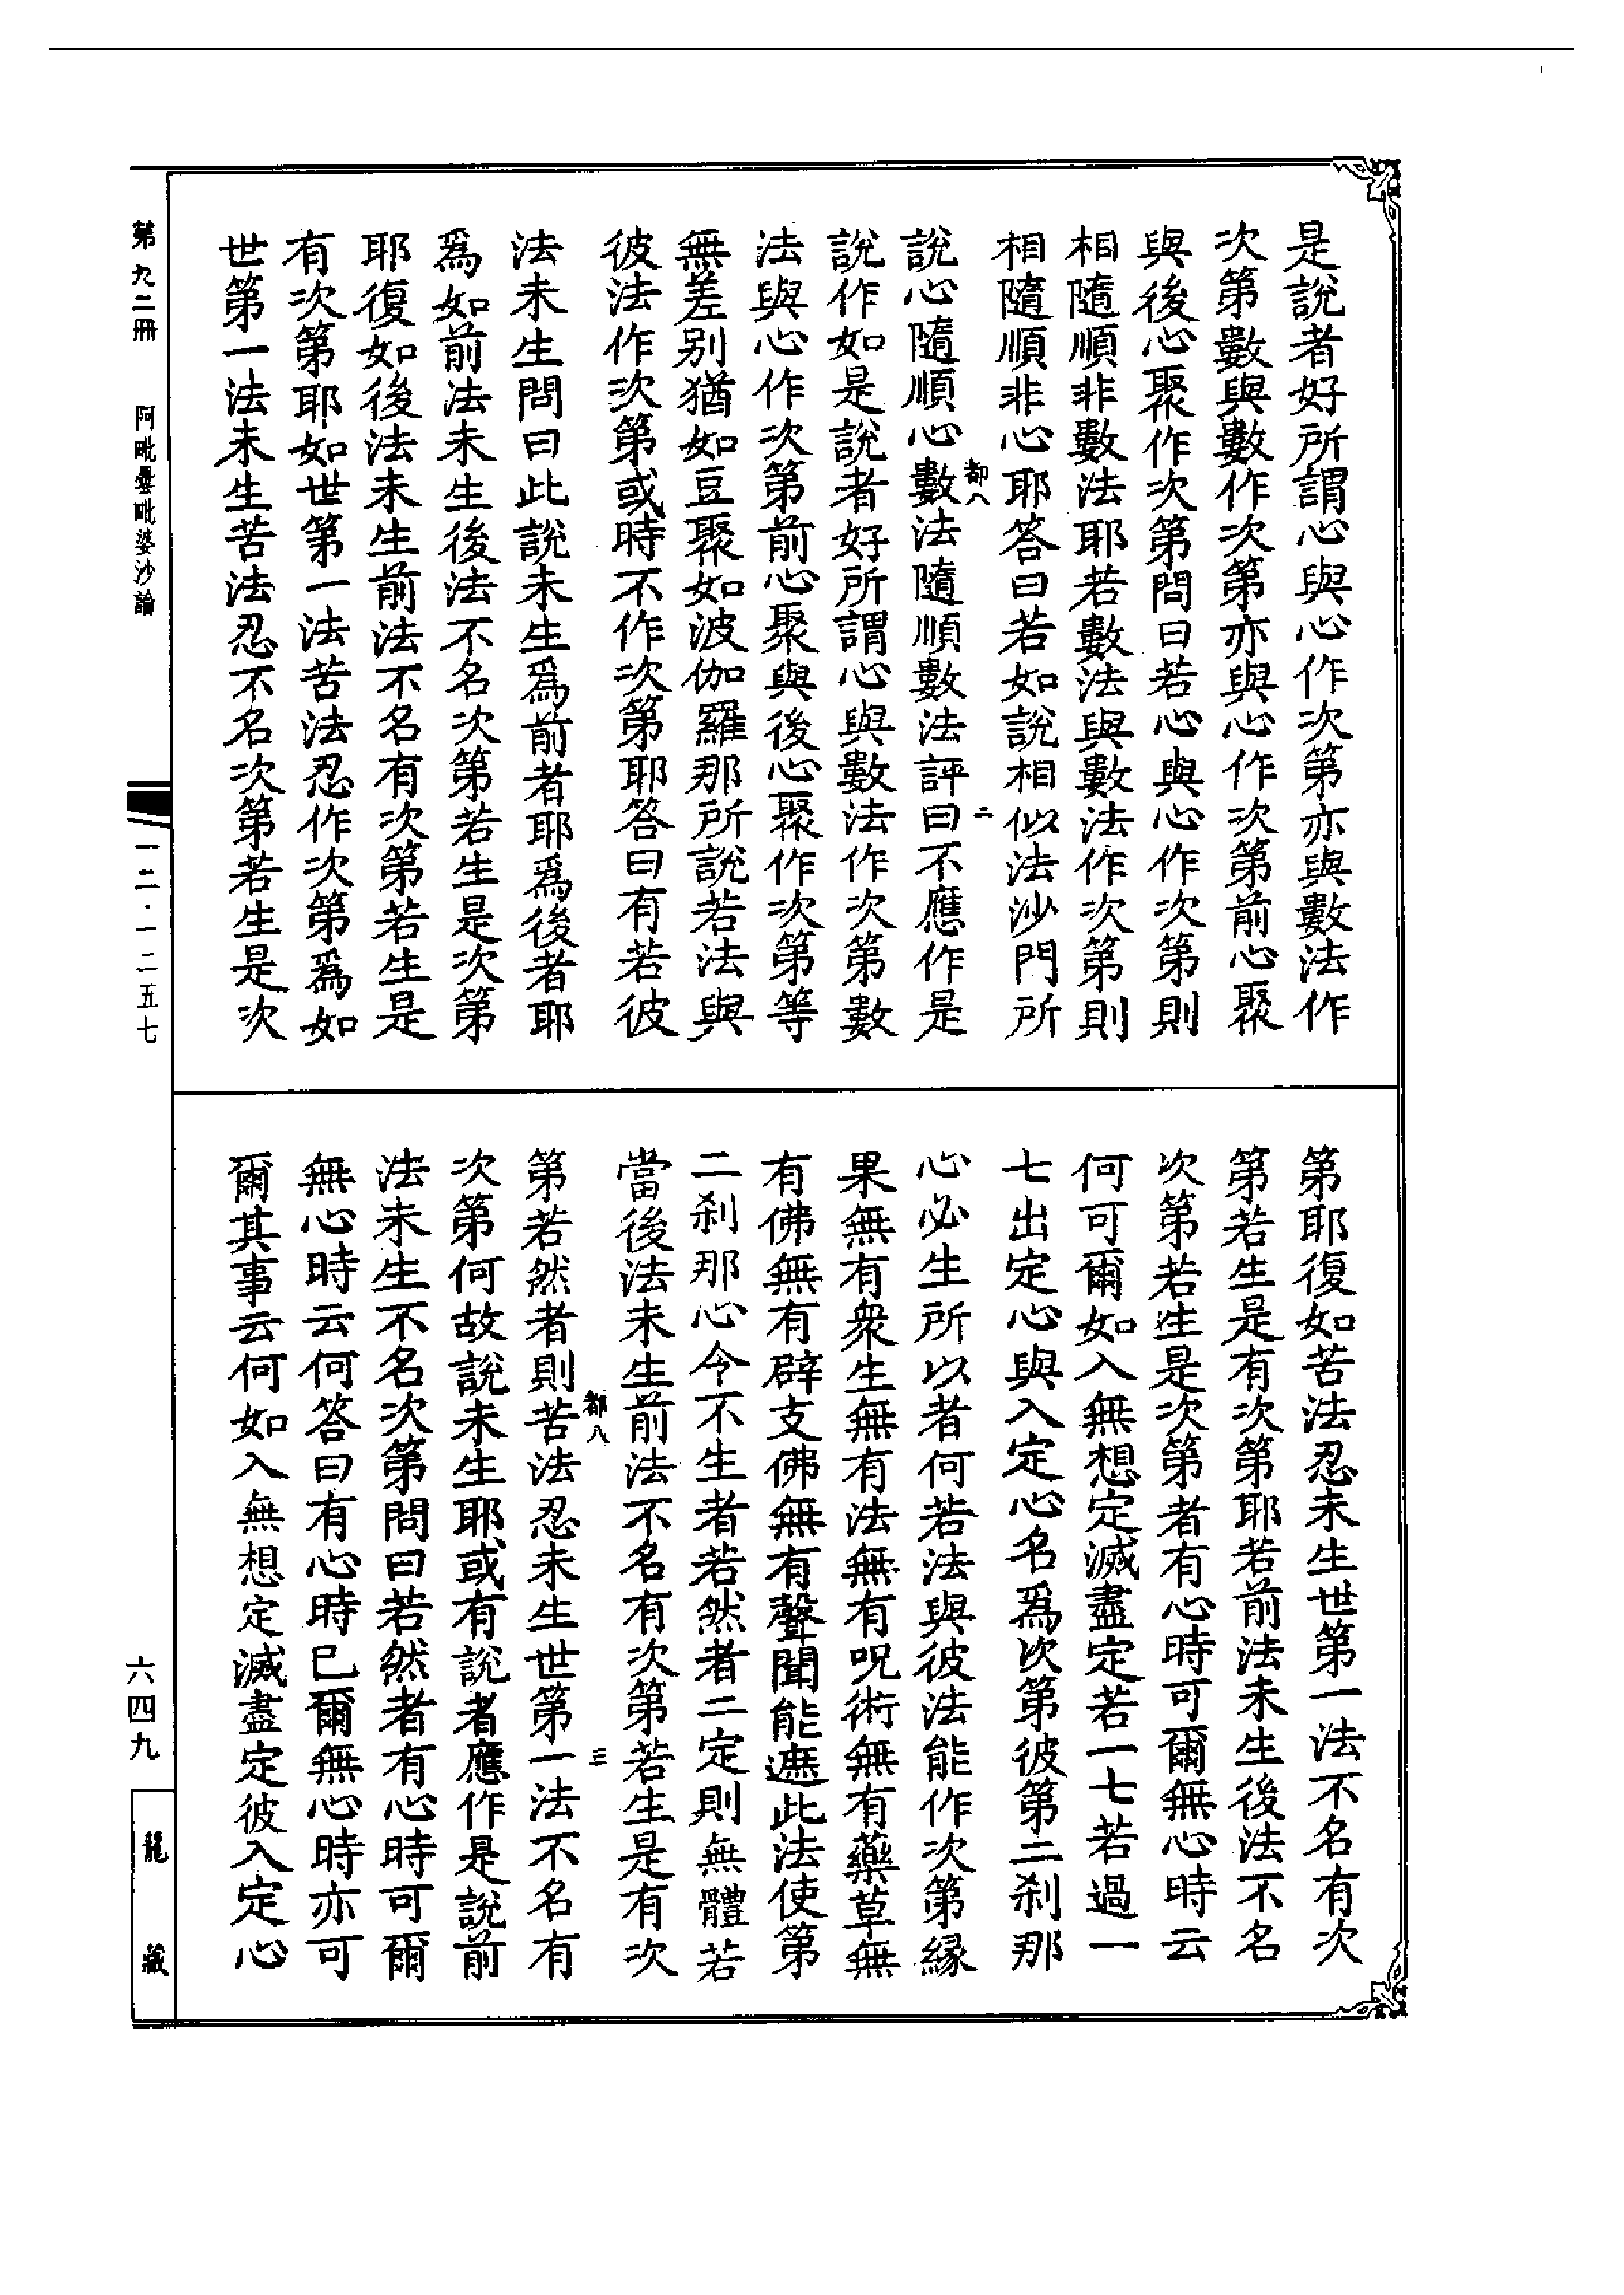 是說者好所謂心與心作次第亦與數法作
次第數與數作次第亦與心作次第前心聚
與後心聚作次第問曰若心與心作次第則
相隨順非數法耶若數法與數法作次第則
相隨順非心耶答曰若如說相似法沙門所
都八
二
說心隨順心數法隨順數法評曰不應作是
說作如是說者好所謂心與數法作次第數
法與心作次第前心聚與後心聚作次第等
無差別猶如豆聚如波伽羅那所說若法與
彼法作次第或時不作次第耶答曰有若彼
法未生問曰此說未生爲前者耶爲後者耶
爲如前法未生後法不名次第若生是次第
耶復如後法未生前法不名有次第若生是
有次第耶如世第一法苦法忍作次第爲如
世第一法未生苦法忍不名次第若生是次
第耶復如苦法忍未生世第一法不名有次
第若生是有次第耶若前法未生後法不名
次第若生是次第者有心時可爾無心時云
何可爾如入無想定滅盡定若一七若過一
七出定心與入定心名爲次第彼第二剎那
心必生所以者何若法與彼法能作次第緣
果無有衆生無有法無有呪術無有藥草無
有佛無有辟支佛無有聲聞能遮此法使第
二剎那心今不生者若然者二定則無體若
當後法未生前法不名有次第若生是有次
都八
三
第若然者則苦法忍未生世第一法不名有
次第何故說未生耶或有說者應作是說前
法未生不名次第問曰若然者有心時可爾
無心時云何答曰有心時已爾無心時亦可
爾其事云何如入無想定滅盡定彼入定心
第九二冊
阿毗曇毗婆沙論
一二·一二五七
六四九
龍藏